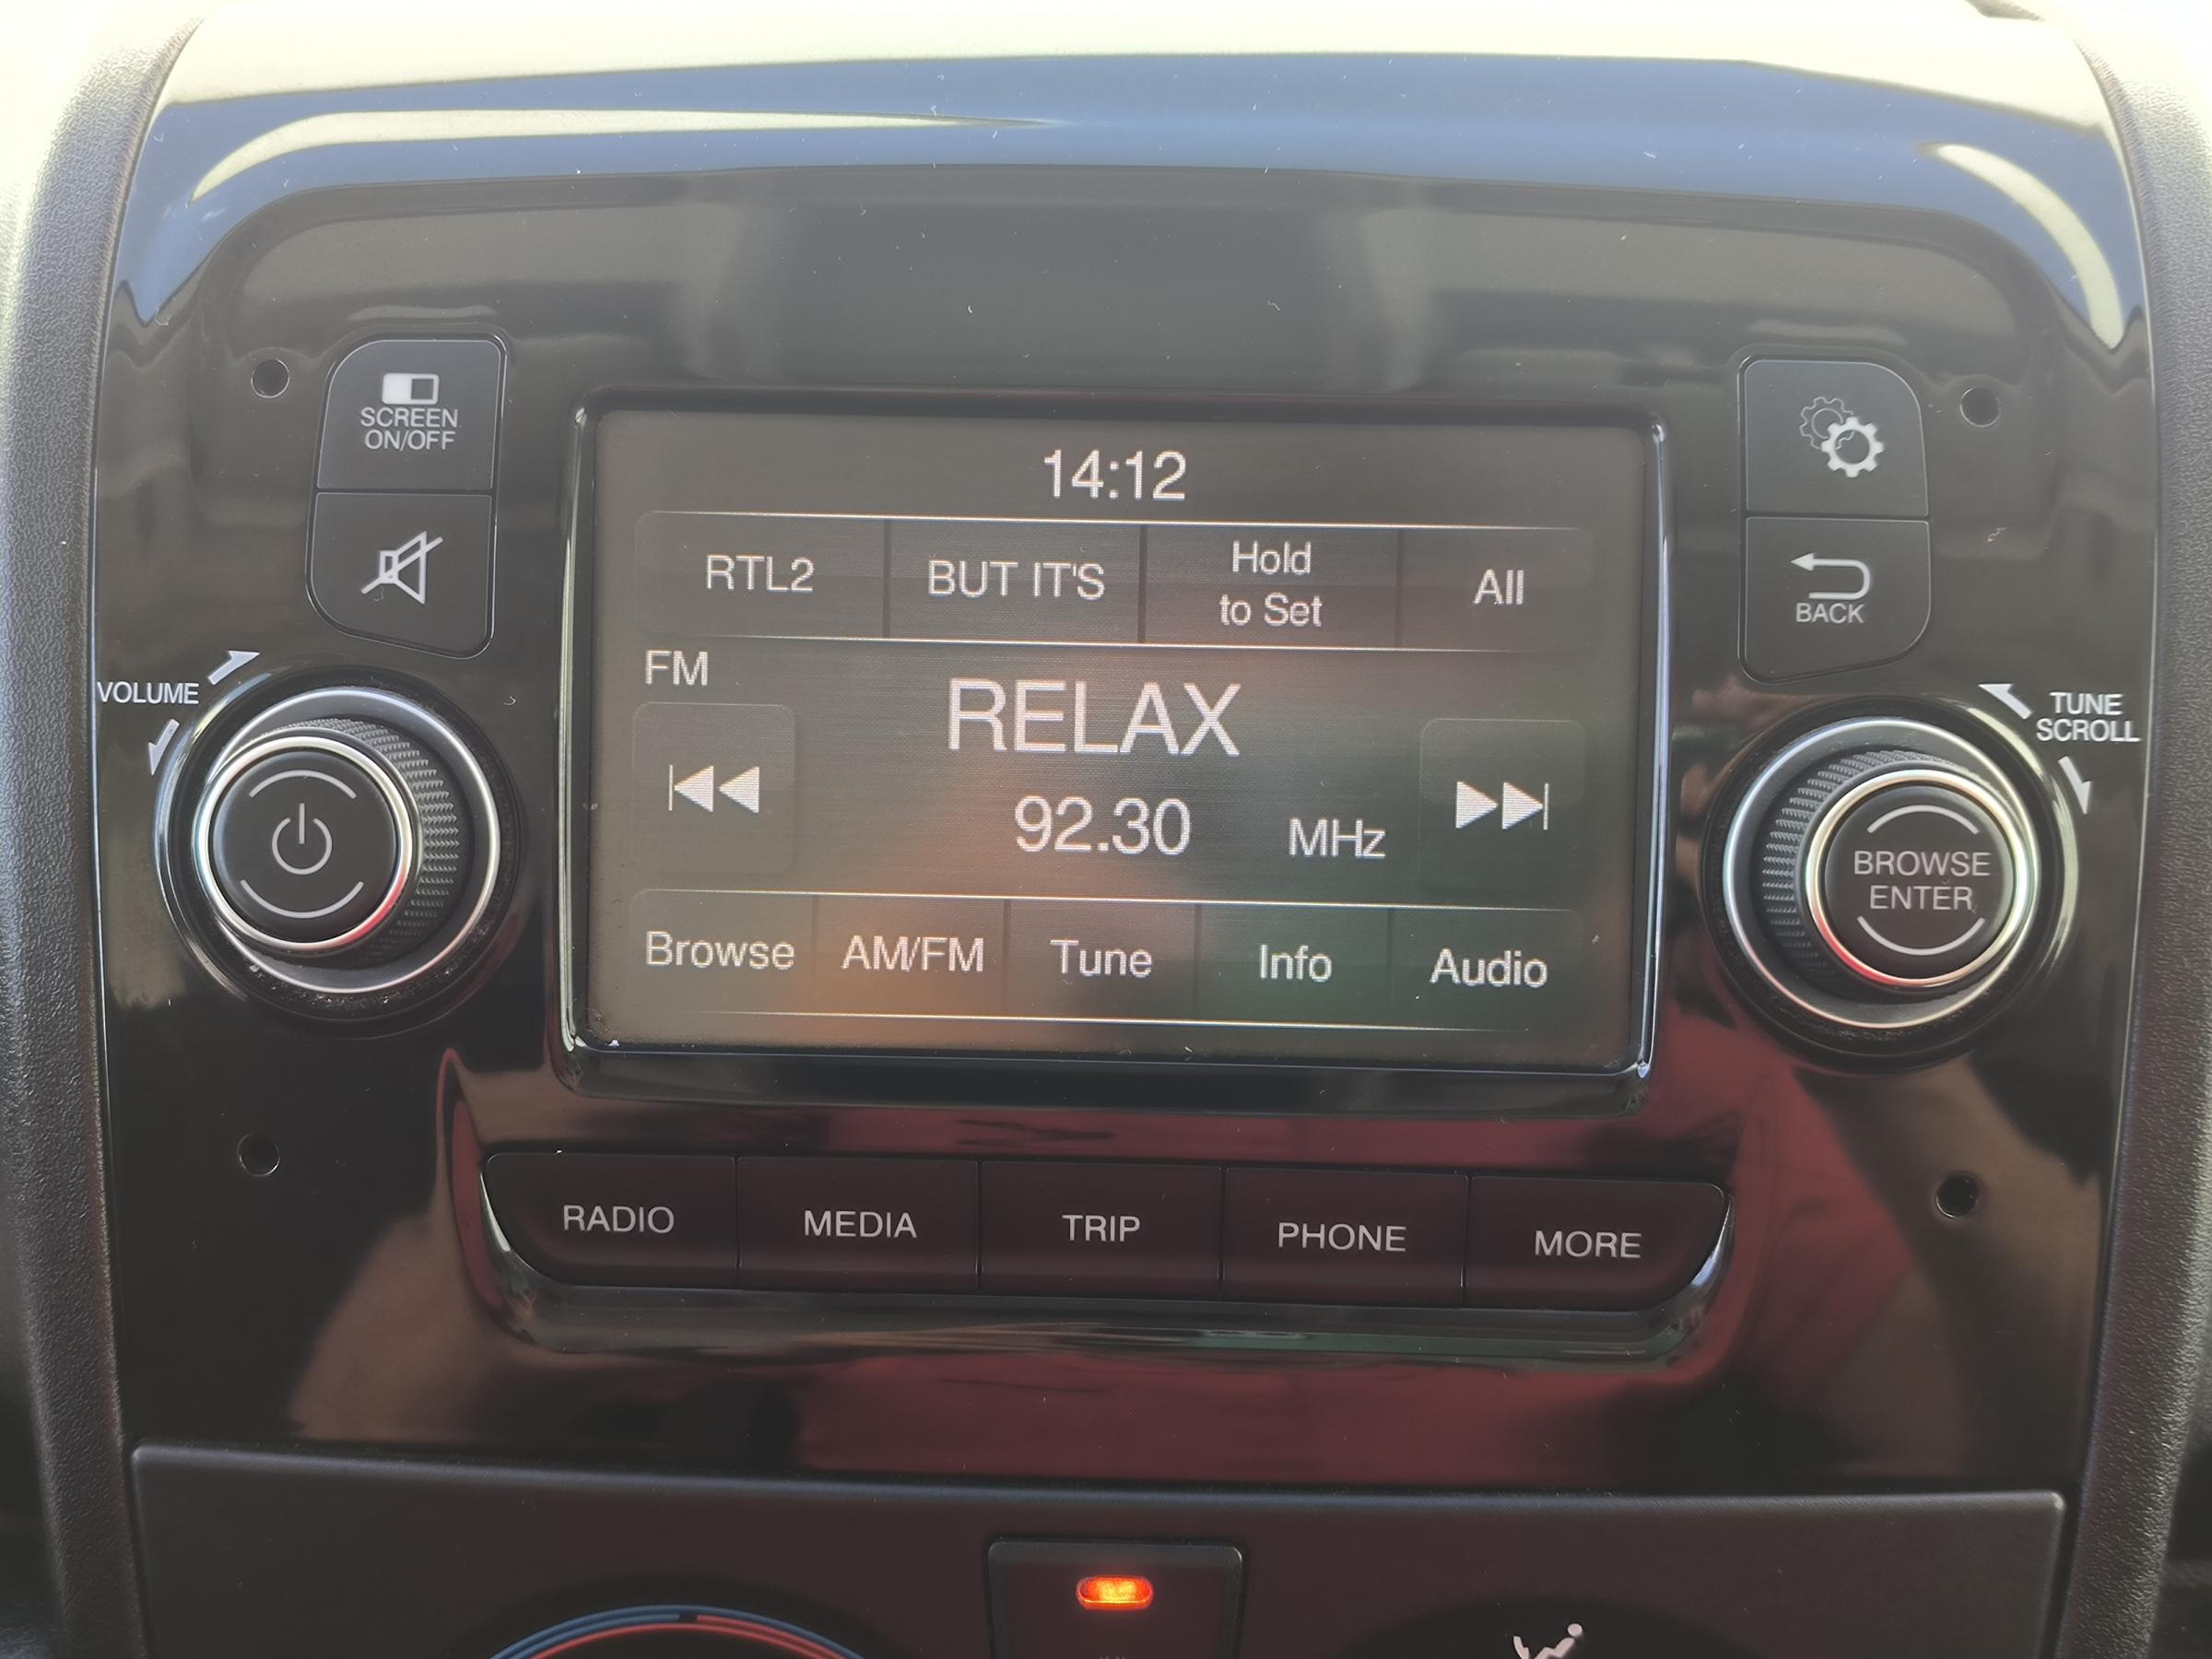 SCREEN
ON/OFF
14:12
RTL2
BUT IT'S
Hold
to Set
All
BACK
FM
VOLUME
RELAX
TUNE
SCROLL
92.30
MHz
BROWSE
ENTER
Browse
AM/FM
Tune
Info
Audio
RADIO
MEDIA
TRIP
PHONE
MORE